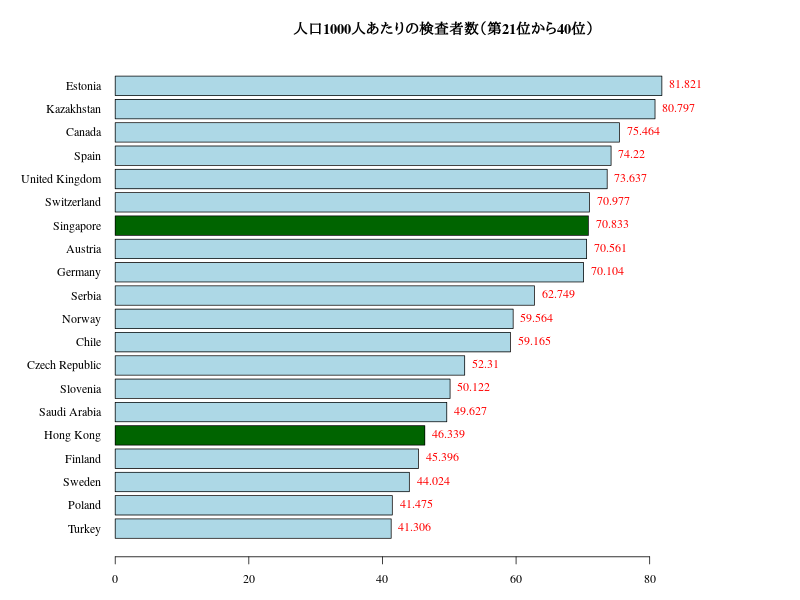 人口1000人あたりの検査者数（第21位から40位）
Estonia 81.821
Kazakhstan 80.797
Canada 75.464
Spain 74.22
United Kingdom 73.637
Switzerland 70.977
Singapore 70.833
Austria 70.561
Germany 70.104
Serbia 62.749
Norway 59.564
Chile 59.165
Czech Republic 52.31
Slovenia 50.122
Saudi Arabia 49.627
Hong Kong 46.339
Finland 45.396
Sweden 44.024
Poland 41.475
Turkey 41.306
0 20 40 60 80